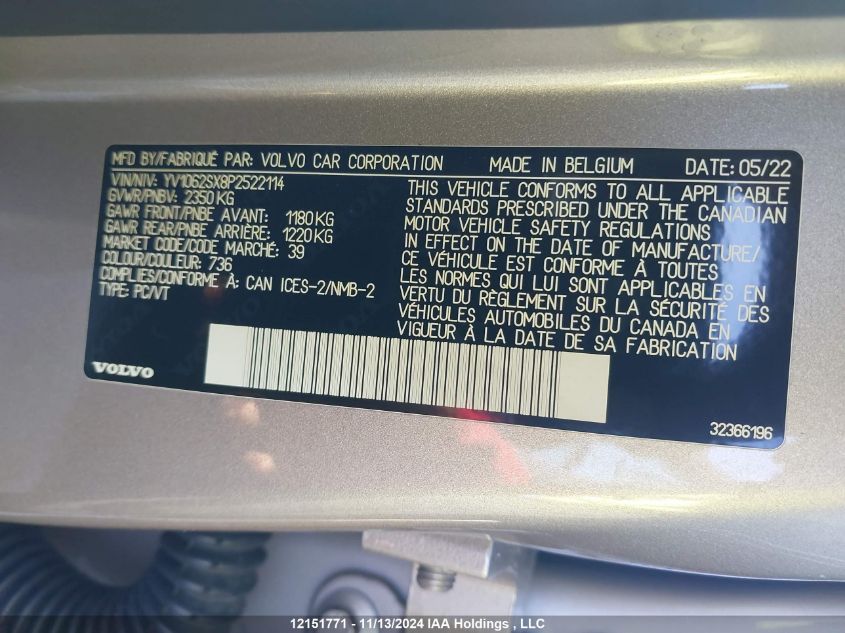 MFD BY/FABRIQUÉ PAR: VOLVO CAR CORPORATION MADE IN BELGIUM DATE: 05/22
VIN/NIV: YV1062SX8P2522114
GVWR/PNBV: 2350 KG
GAWR FRONT/PNBE AVANT: 1180 KG
GAWR REAR/PNBE ARRIÈRE: 1220 KG
MARKET CODE/CODE MARCHÉ: 39
COLOUR/COULEUR: 736
COMPLIES/CONFORME À: CAN ICES-2/NMB-2
TYPE: PC/VT
THIS VEHICLE CONFORMS TO ALL APPLICABLE
STANDARDS PRESCRIBED UNDER THE CANADIAN
MOTOR VEHICLE SAFETY REGULATIONS
IN EFFECT ON THE DATE OF MANUFACTURE/
CE VÉHICULE EST CONFORME À TOUTES
LES NORMES QUI LUI SONT APPLICABLES EN
VERTU DU RÈGLEMENT SUR LA SÉCURITÉ DES
VÉHICULES AUTOMOBILES DU CANADA EN
VIGUEUR À LA DATE DE SA FABRICATION
VOLVO
32366196
12151771 - 11/13/2024 IAA Holdings , LLC